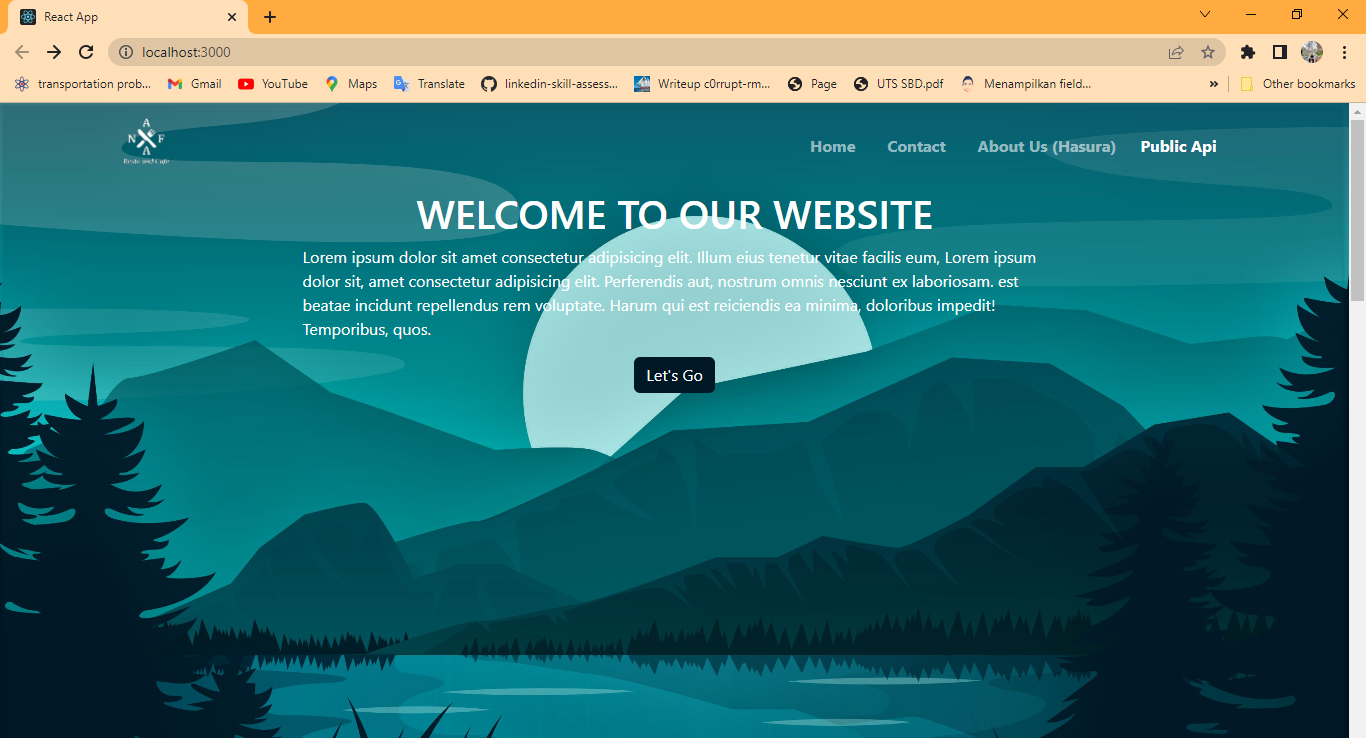 React App
localhost:3000
transportation prob... Gmail YouTube Maps Translate linkedin-skill-assess... Writeup c0rrupt-rm... Page UTS SBD.pdf Menampilkan field... » Other bookmarks
A
N F
A
Home Contact About Us (Hasura) Public Api
WELCOME TO OUR WEBSITE
Lorem ipsum dolor sit amet consectetur adipisicing elit. Illum eius tenetur vitae facilis eum, Lorem ipsum
dolor sit, amet consectetur adipisicing elit. Perferendis aut, nostrum omnis nesciunt ex laboriosam. est
beatae incidunt repellendus rem voluptate. Harum qui est reiciendis ea minima, doloribus impedit!
Temporibus, quos.
Let's Go